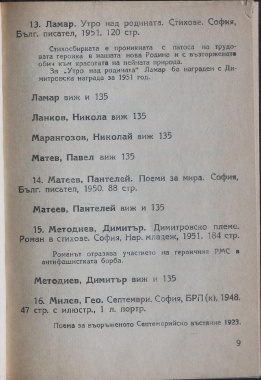 13. Ламар. Утро над родината. Стихове. София,
Бълг. писател, 1951. 120 стр.
Стихосбирката е проникната с патоса на трудо-
вата героика в нашата нова Родина и с възторжената
обич към красотата на нейната природа.
За „Утро над родината" Ламар бе награден с Ди-
митровска награда за 1951 год.
Ламар виж и 135
Ланков, Никола виж 135
Марангозов, Николай виж 135
Матев, Павел виж 135
14. Матеев, Пантелей. Поеми за мира. София,
Бълг. писател, 1950. 88 стр.
Матеев, Пантелей виж и 135
15. Методиев, Димитър. Димитровско племе.
Роман в стихове. София, Нар. младеж, 1951. 184 стр.
Романът отразява участието на героичния РМС в
антифашистката борба.
Методиев, Димитър виж и 135
16. Милев, Гео. Септември. София, БРП (к), 1948.
47 стр. с илюстр., 1 л. портр.
Поема за въоръженото Септемврийско въстание 1923.
9